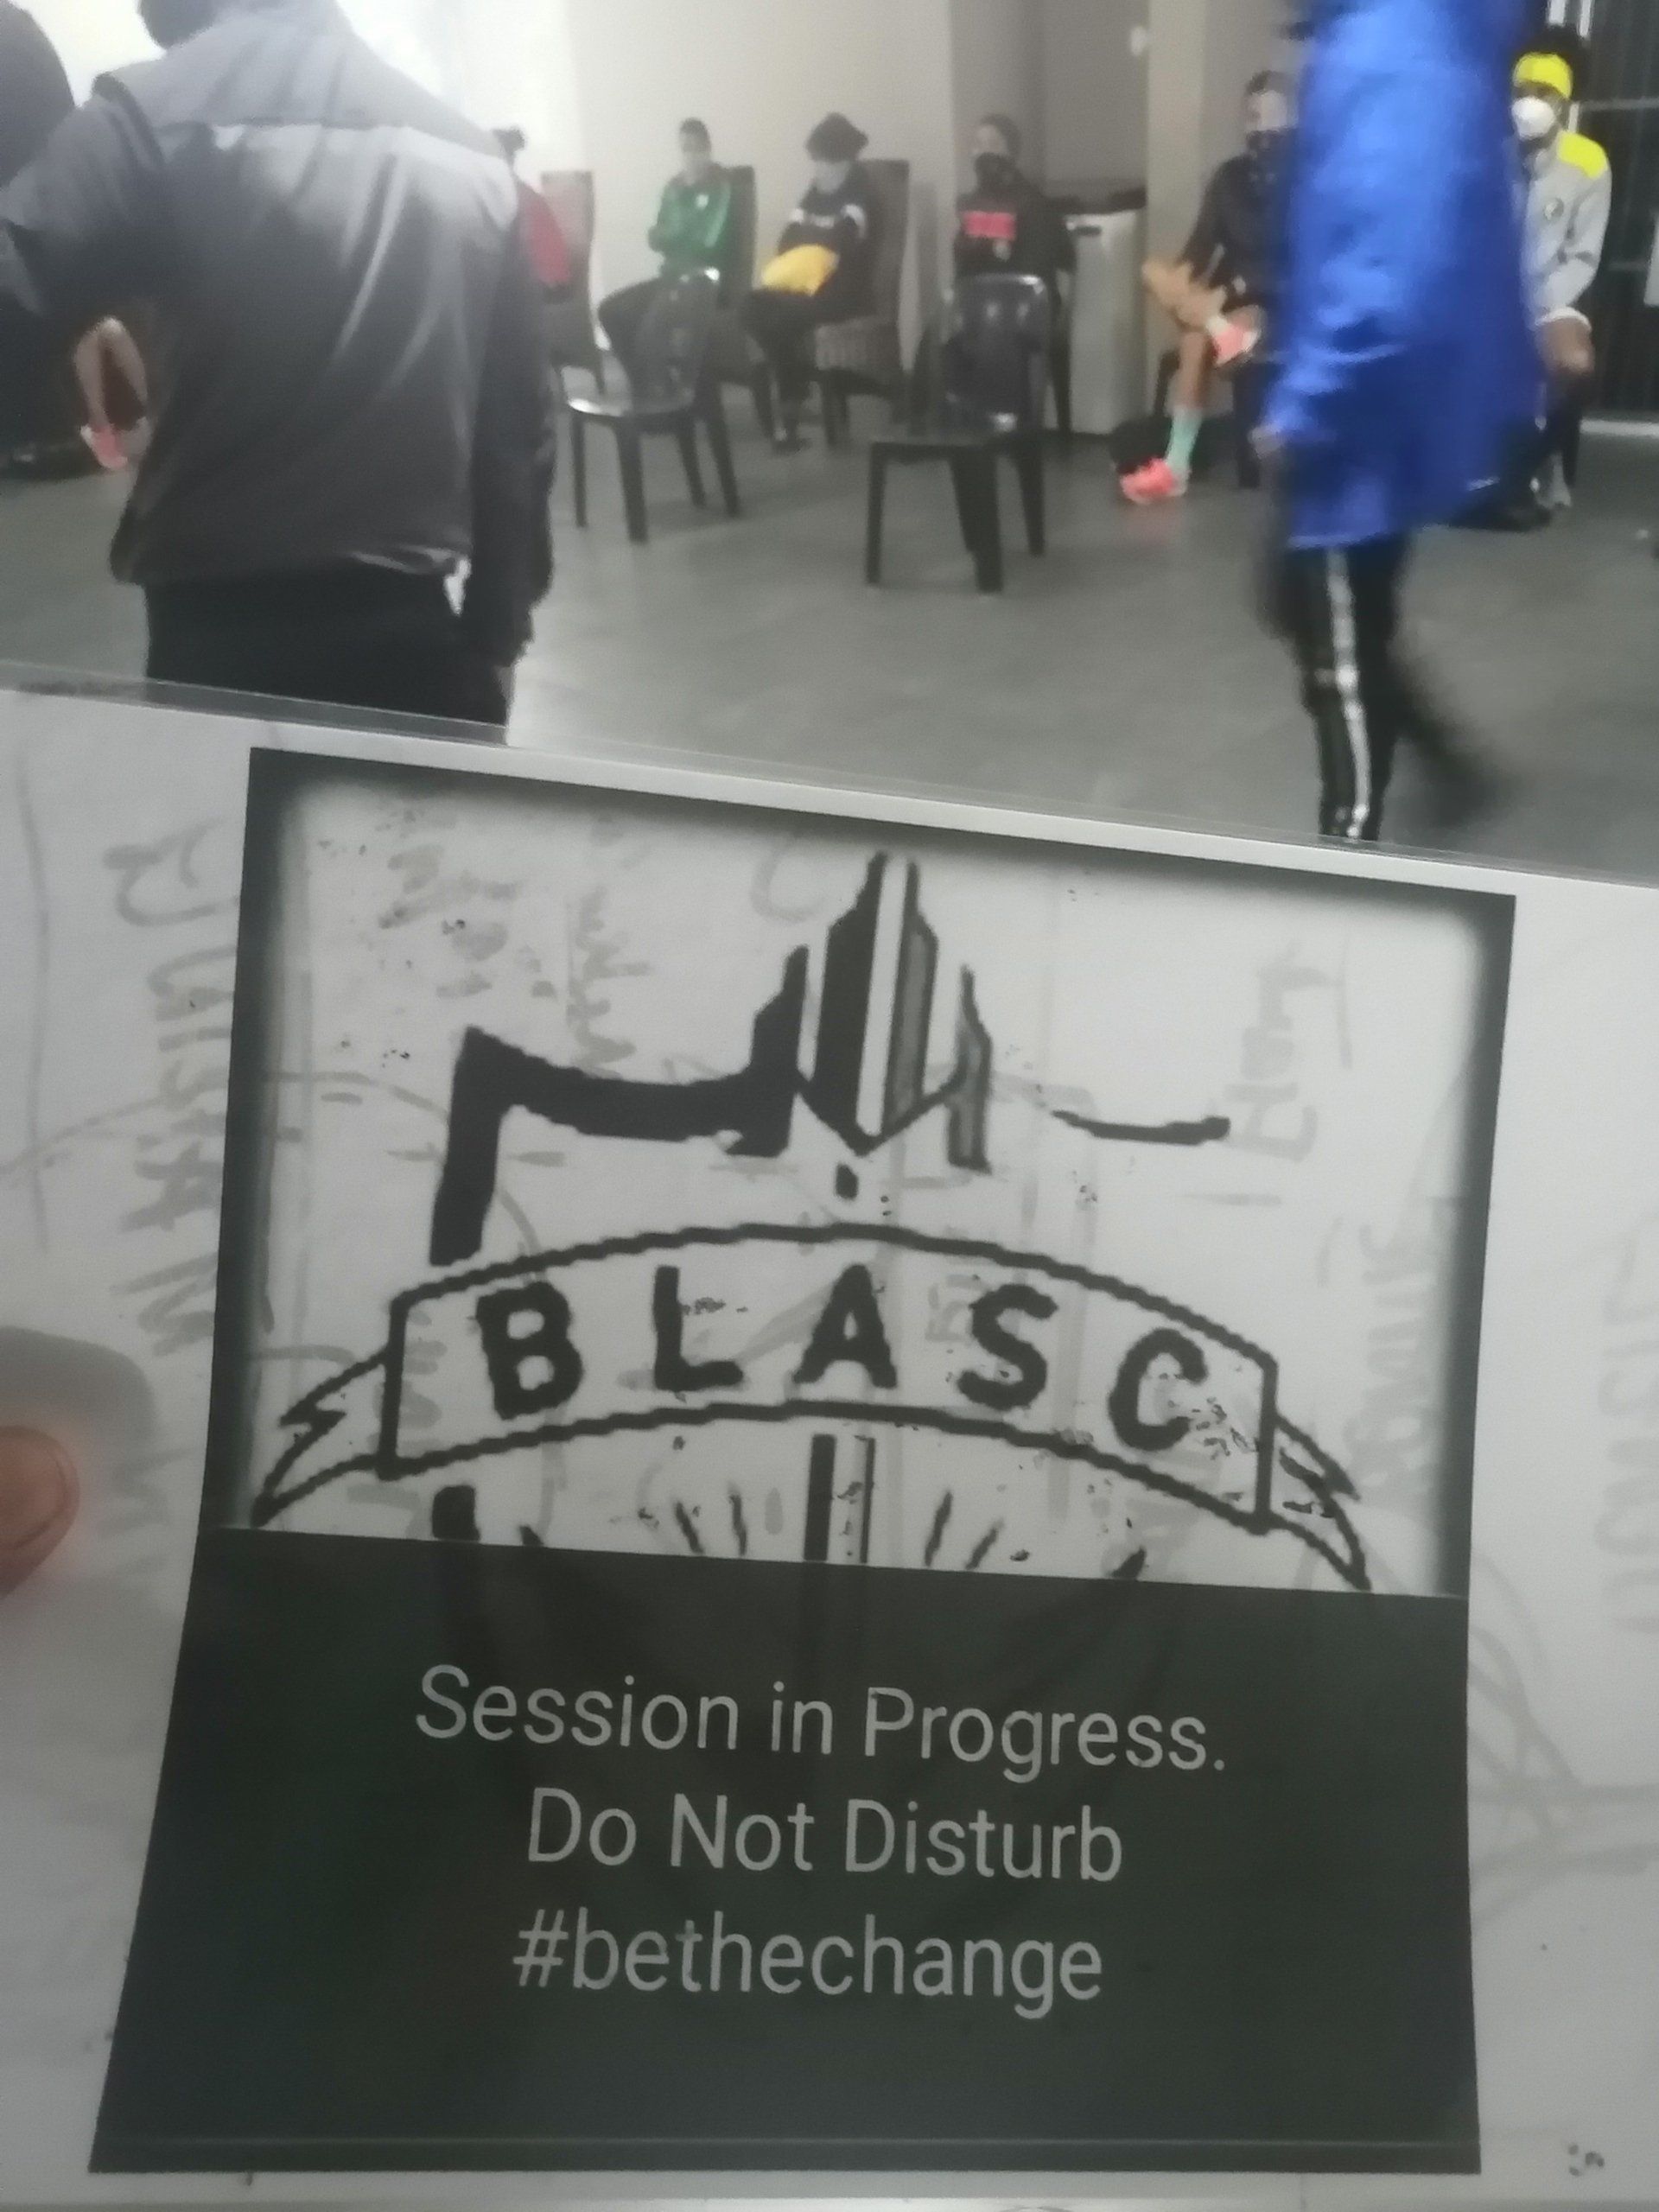 BLASC
Session in Progress.
Do Not Disturb
#bethechange